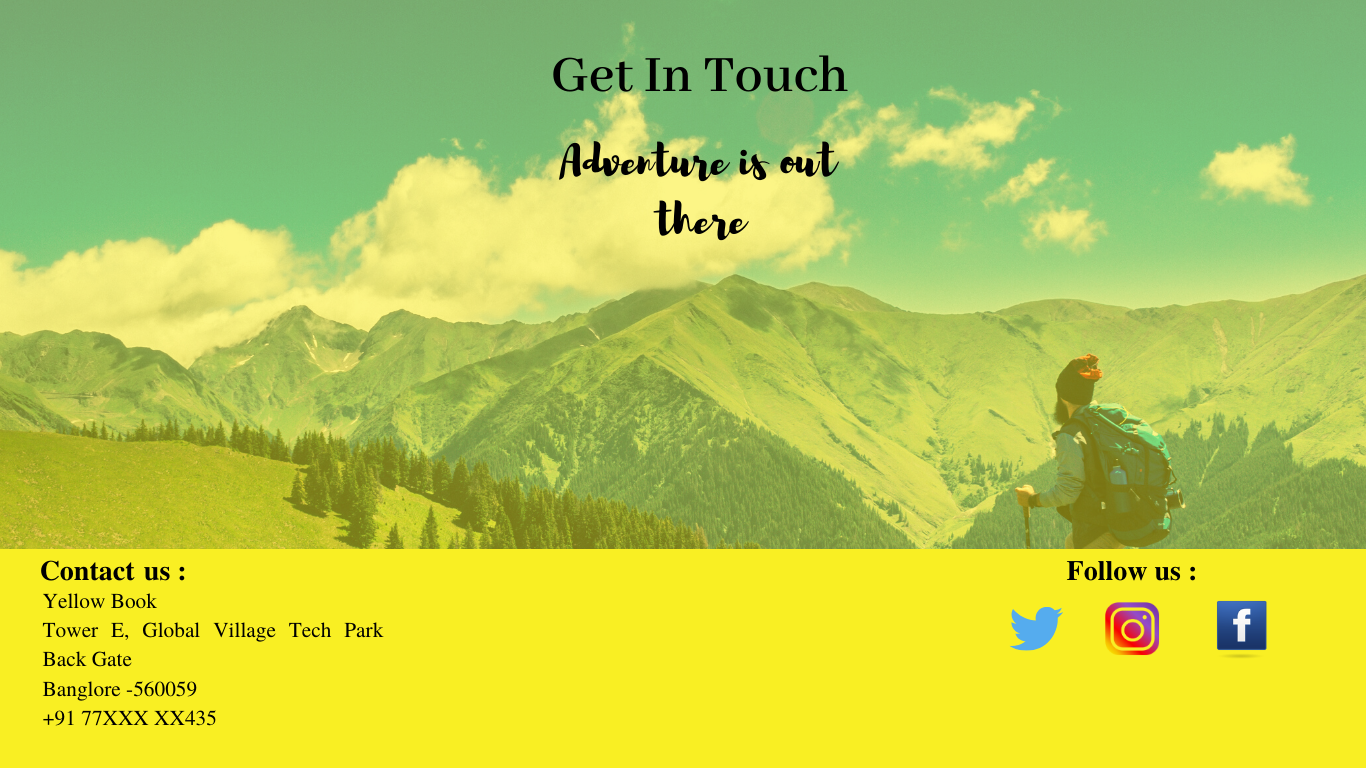 Get In Touch
Adventure is out
there
Contact us :
Yellow Book
Tower E, Global Village Tech Park
Back Gate
Banglore -560059
+91 77XXX XX435
Follow us :